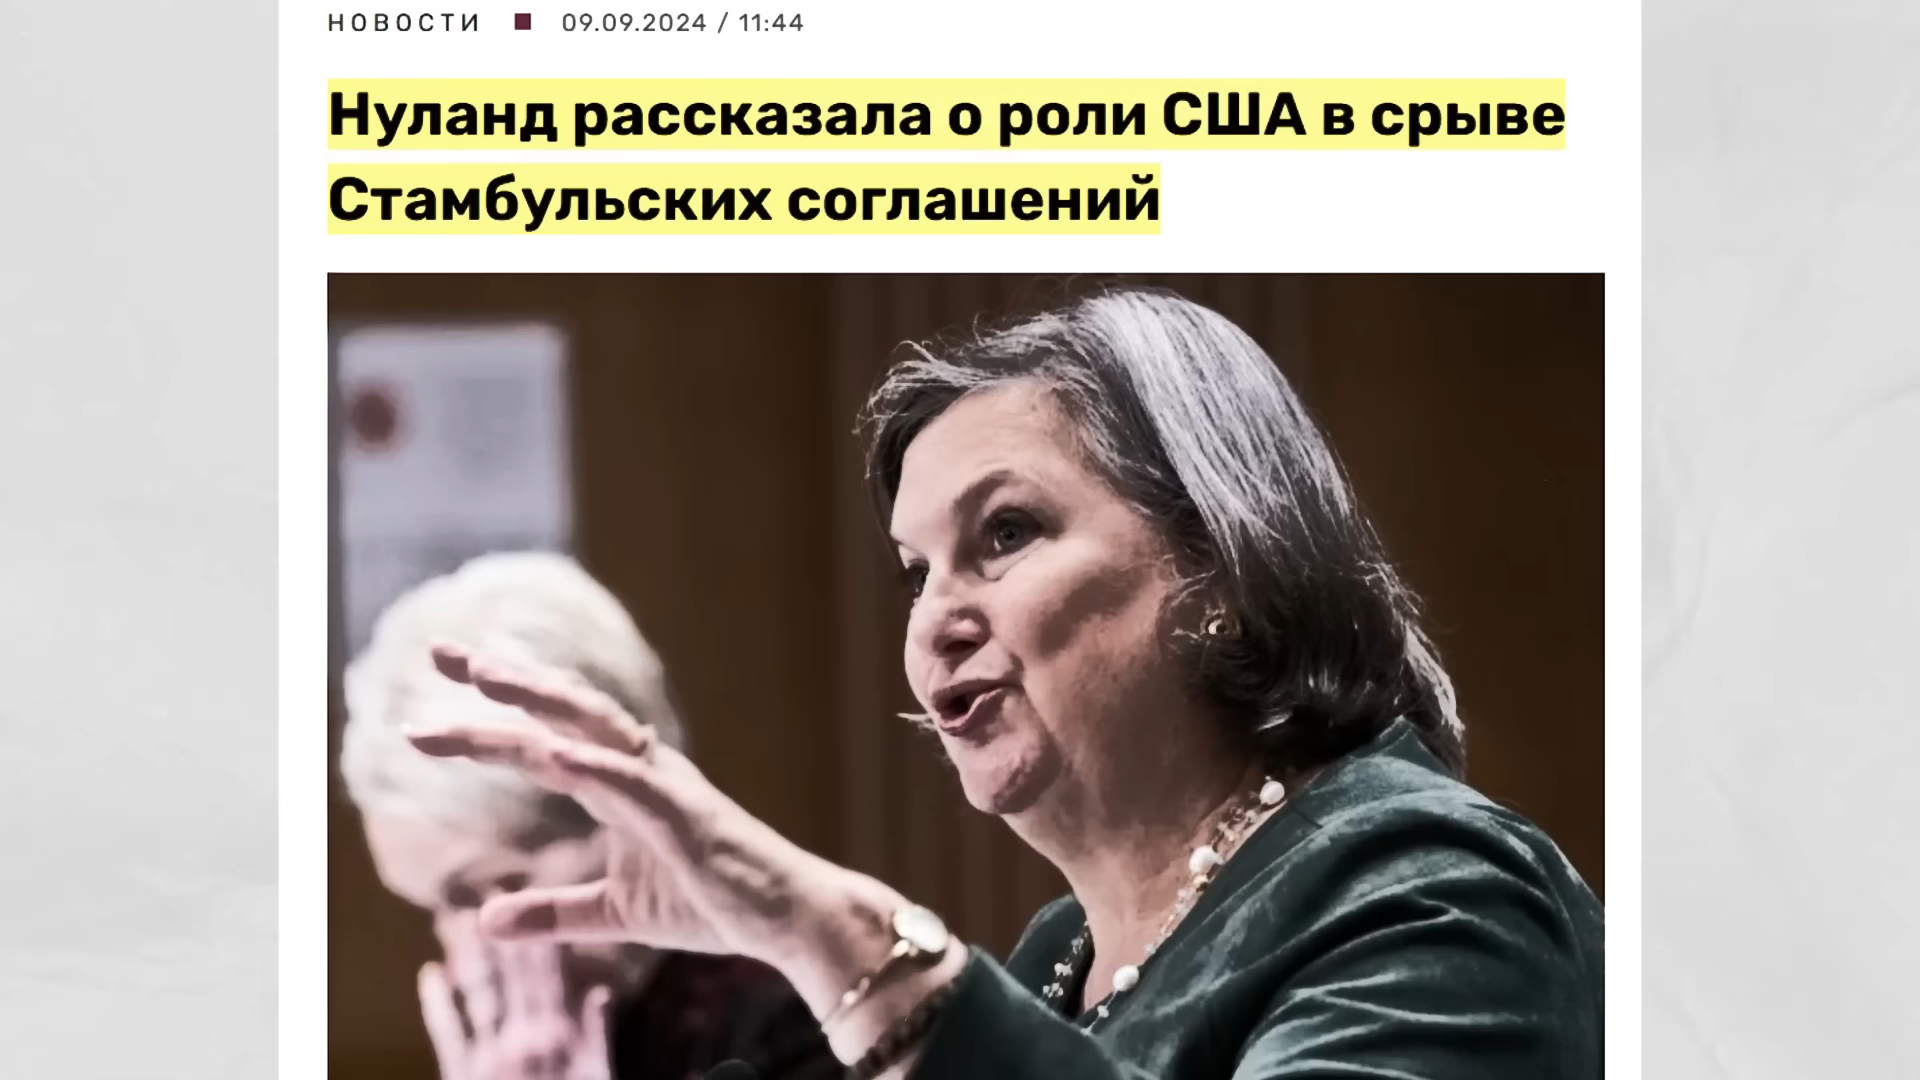 НОВОСТИ ■ 09.09.2024 / 11:44
Нуланд рассказала о роли США в срыве
Стамбульских соглашений